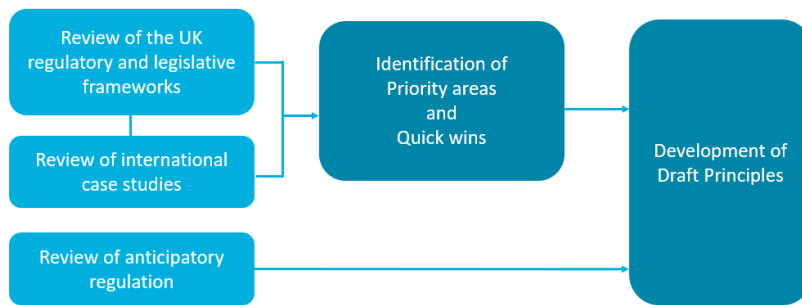 Review of the UK
regulatory and legislative
frameworks
Review of international
case studies
Review of anticipatory
regulation
Identification of
Priority areas
and
Quick wins
Development of
Draft Principles